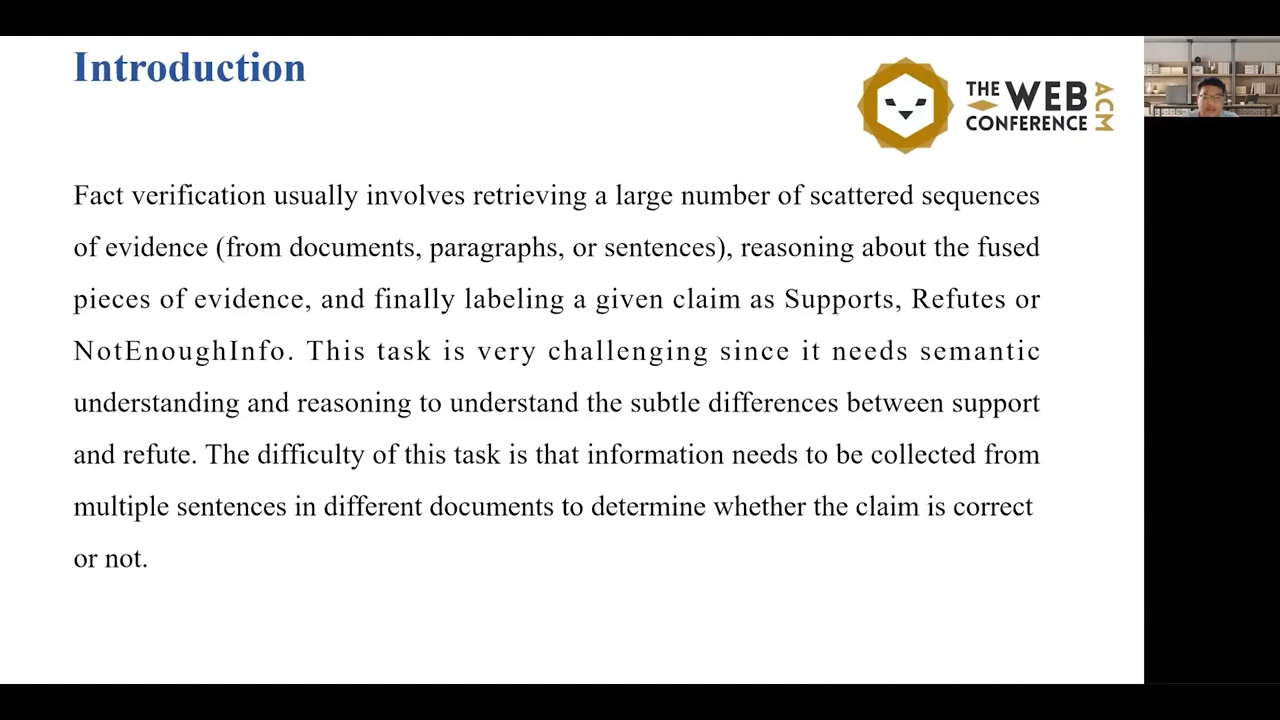 Introduction
THE WEB
CONFERENCE
ACM
Fact verification usually involves retrieving a large number of scattered sequences
of evidence (from documents, paragraphs, or sentences), reasoning about the fused
pieces of evidence, and finally labeling a given claim as Supports, Refutes or
NotEnoughInfo. This task is very challenging since it needs semantic
understanding and reasoning to understand the subtle differences between support
and refute. The difficulty of this task is that information needs to be collected from
multiple sentences in different documents to determine whether the claim is correct
or not.